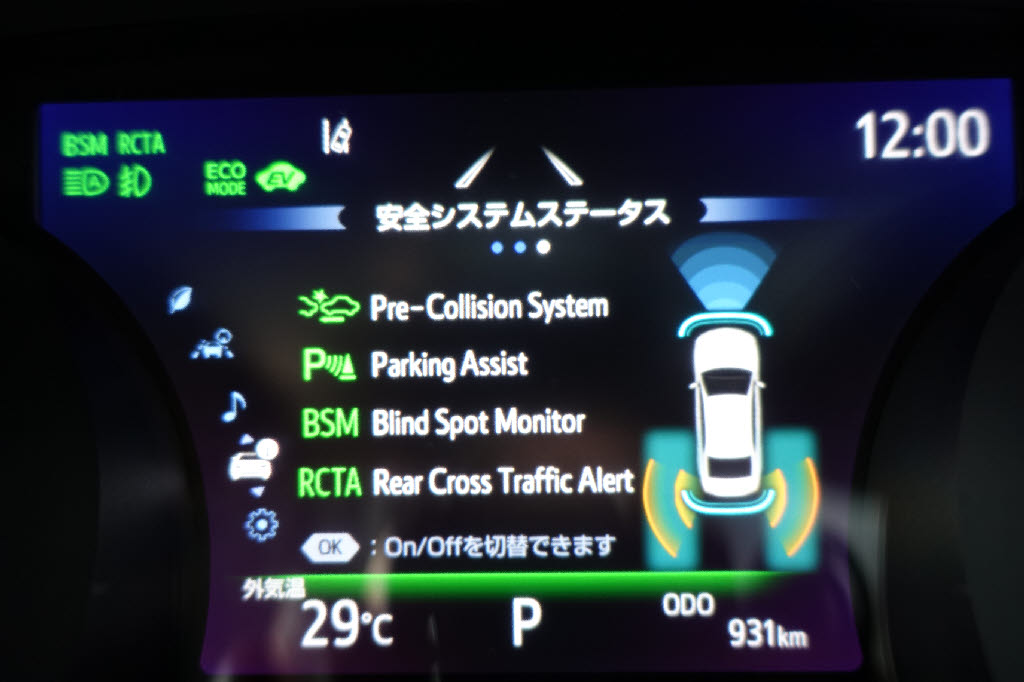 BSM RCTA
12:00
A
ECO
MODE
EV
安全システムステータス
Pre-Collision System
P Parking Assist
BSM Blind Spot Monitor
RCTA Rear Cross Traffic Alert
OK : On/Offを切替できます
外気温
29℃
P
ODO
931km